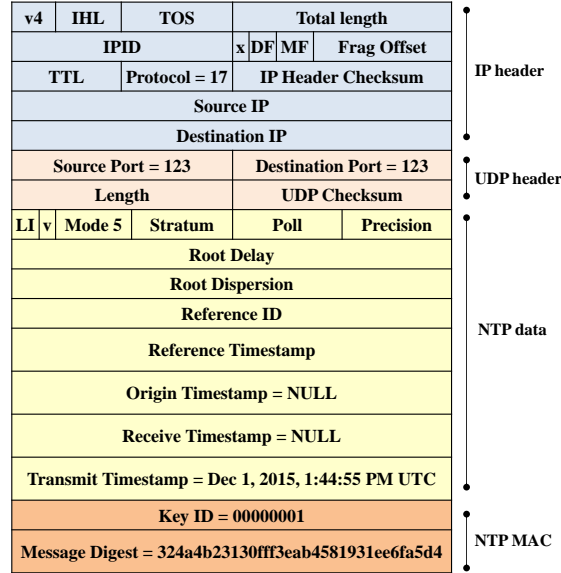 v4 IHL TOS Total length
IPID x DF MF Frag Offset
TTL Protocol = 17 IP Header Checksum
Source IP
Destination IP
IP header
Source Port = 123 Destination Port = 123
Length UDP Checksum
UDP header
LI v Mode 5 Stratum Poll Precision
Root Delay
Root Dispersion
Reference ID
Reference Timestamp
Origin Timestamp = NULL
Receive Timestamp = NULL
Transmit Timestamp = Dec 1, 2015, 1:44:55 PM UTC
NTP data
Key ID = 00000001
Message Digest = 324a4b23130fff3eab4581931ee6fa5d4
NTP MAC